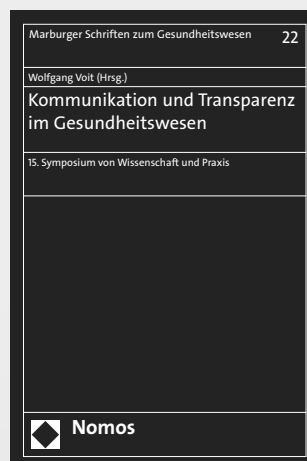 Marburger Schriften zum Gesundheitswesen 22
Wolfgang Voit (Hrsg.)
Kommunikation und Transparenz
im Gesundheitswesen
15. Symposium von Wissenschaft und Praxis
Nomos